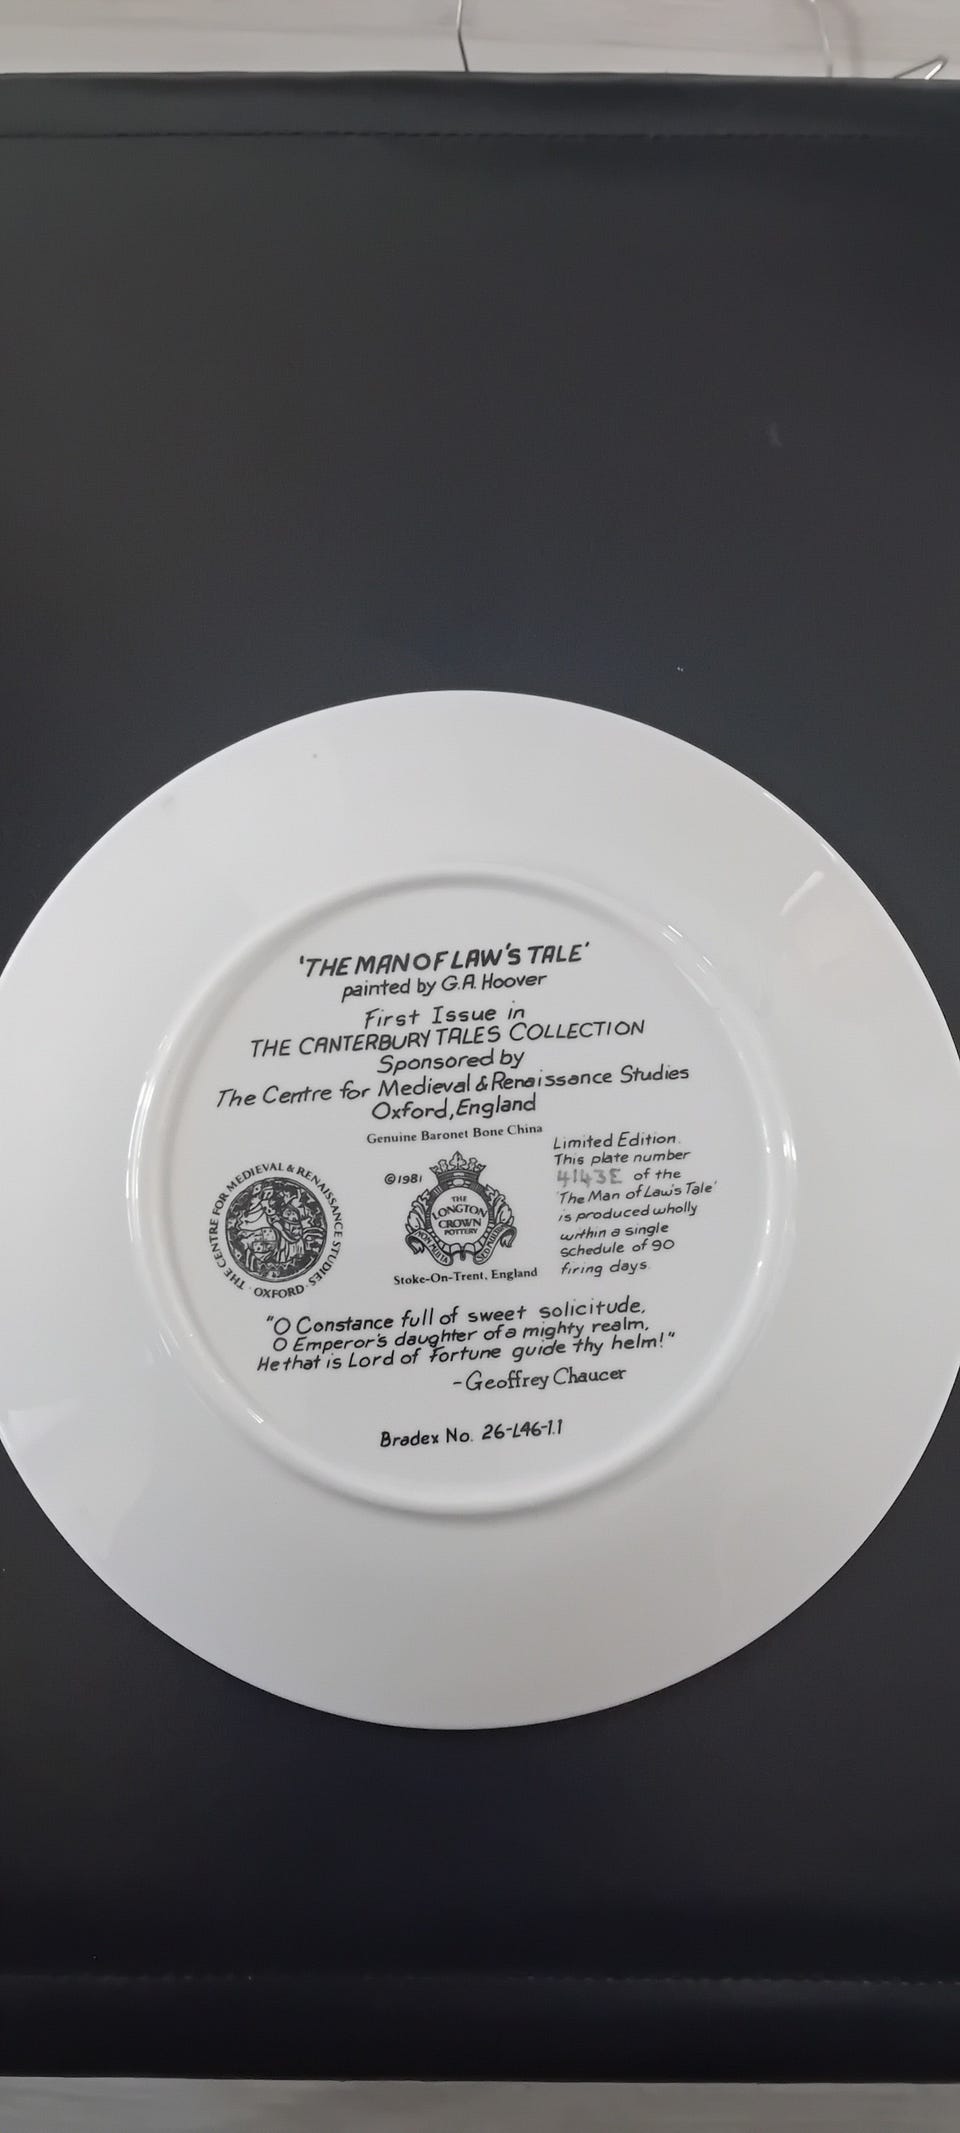 'THE MAN OF LAW'S TALE'
painted by G.A. Hoover
First Issue in
THE CANTERBURY TALES COLLECTION
Sponsored by
The Centre for Medieval & Renaissance Studies
Oxford, England
Genuine Baronet Bone China
THE CENTRE FOR MEDIEVAL & RENAISSANCE STUDIES · OXFORD ·
©1981
THE
LONGTON
CROWN
POTTERY
Stoke-On-Trent, England
Limited Edition.
This plate number
4143E of the
'The Man of Law's Tale'
is produced wholly
within a single
schedule of 90
firing days.
"O Constance full of sweet solicitude,
O Emperor's daughter of a mighty realm,
He that is Lord of Fortune guide thy helm!"
-Geoffrey Chaucer
Bradex No. 26-L46-1.1